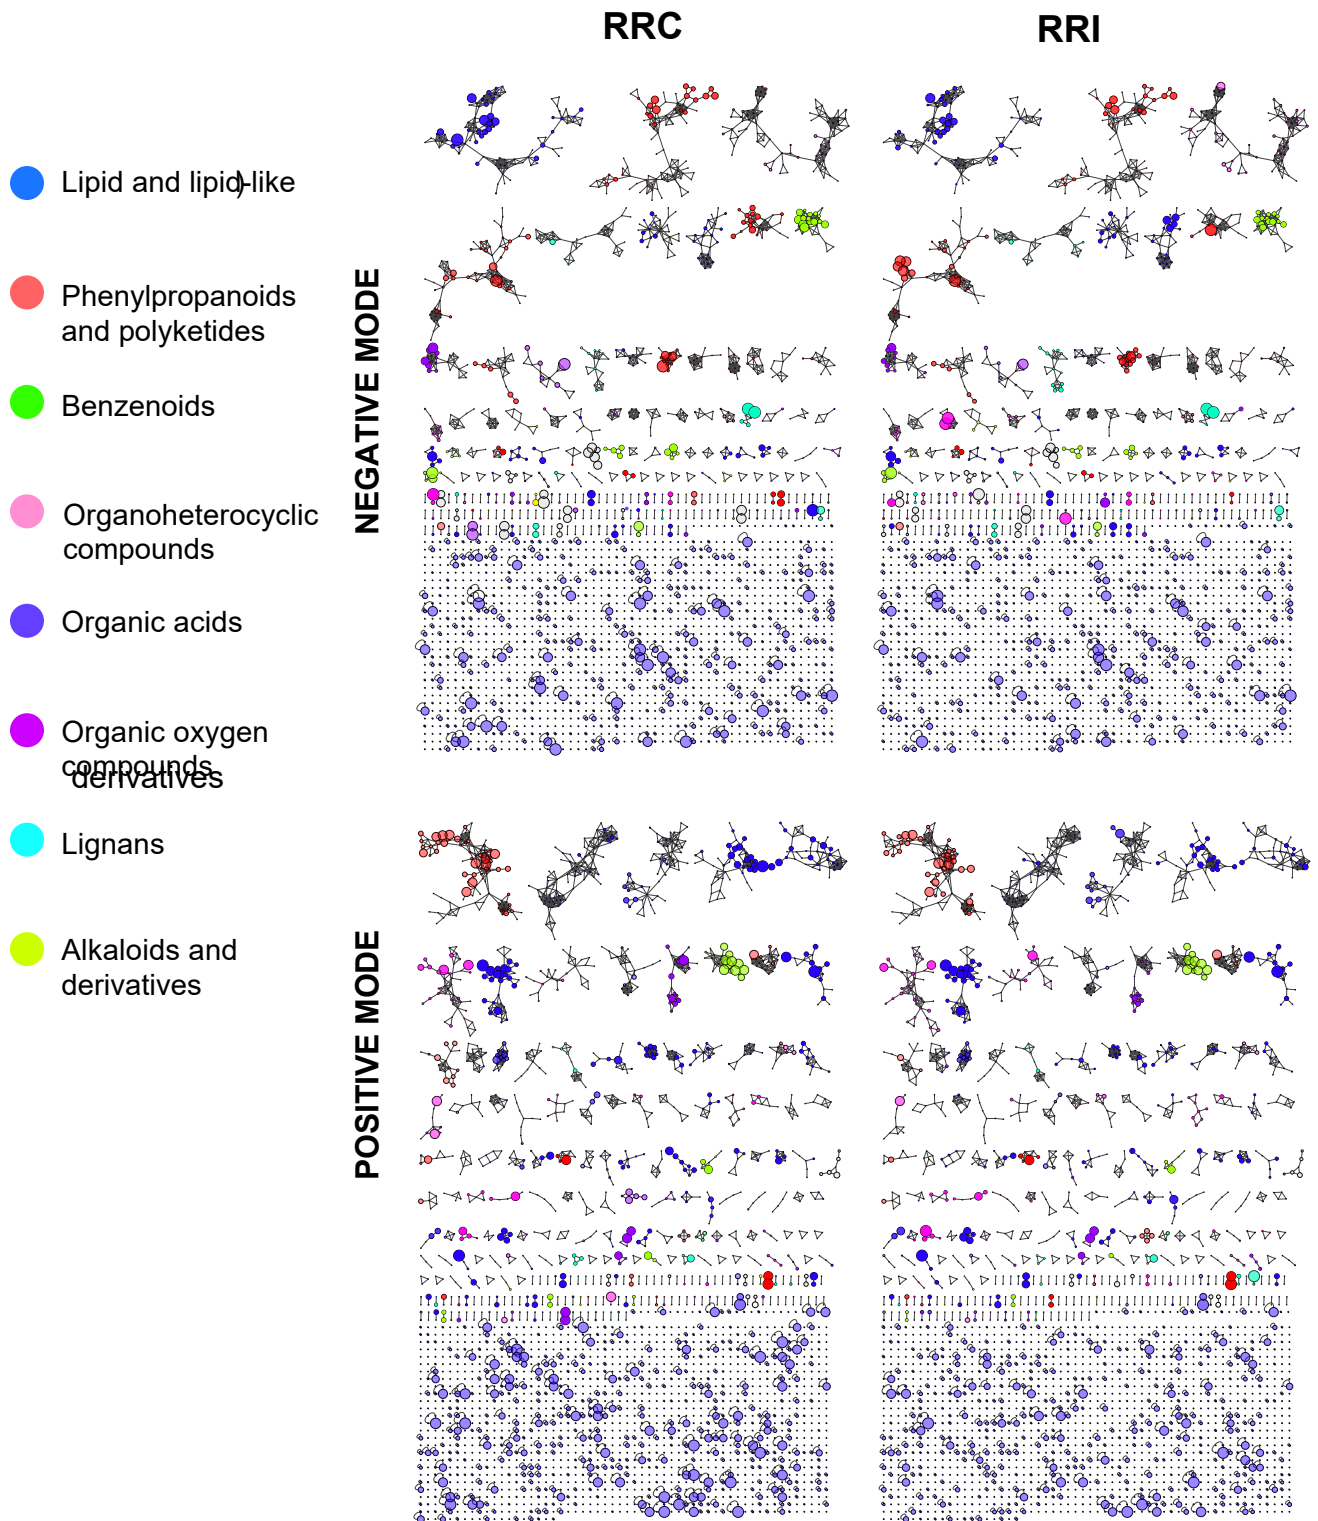 RRC
RRI
Lipid and lipid-like)
Phenylpropanoids
and polyketides
Benzenoids
Organoheterocyclic
compounds
Organic acids
Organic oxygen
compounds
derivatives
Lignans
Alkaloids and
derivatives
NEGATIVE MODE
POSITIVE MODE